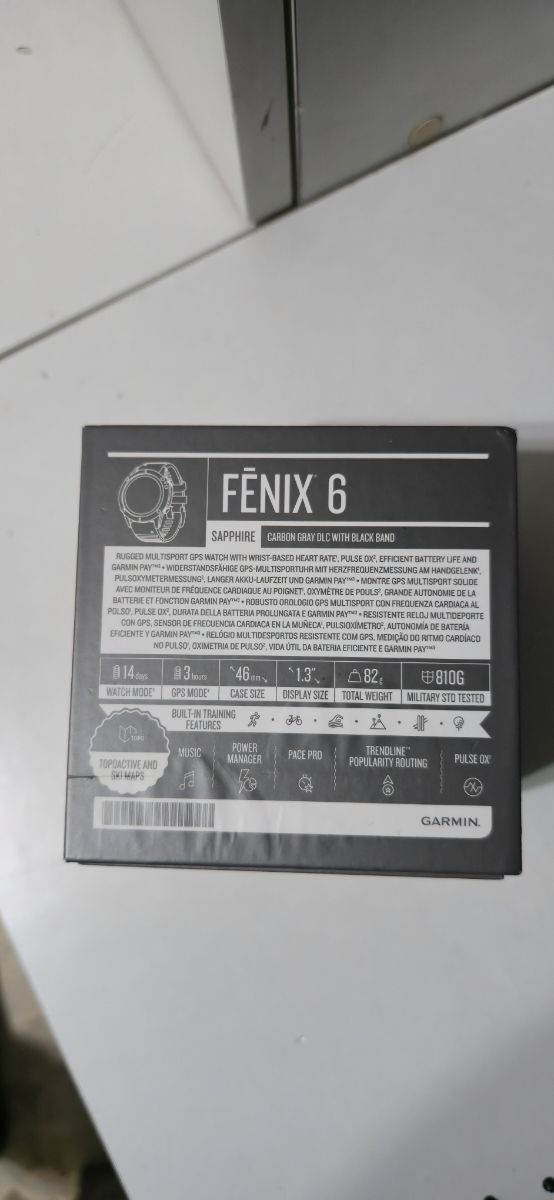 FĒNIX® 6
SAPPHIRE CARBON GRAY DLC WITH BLACK BAND
RUGGED MULTISPORT GPS WATCH WITH WRIST-BASED HEART RATE¹, PULSE OX², EFFICIENT BATTERY LIFE AND
GARMIN PAY™³ • WIDERSTANDSFÄHIGE GPS-MULTISPORTUHR MIT HERZFREQUENZMESSUNG AM HANDGELENK¹,
PULSOXYMETERMESSUNG², LANGER AKKU-LAUFZEIT UND GARMIN PAY™³ • MONTRE GPS MULTISPORT SOLIDE
AVEC MONITEUR DE FRÉQUENCE CARDIAQUE AU POIGNET¹, OXYMÈTRE DE POULS², GRANDE AUTONOMIE DE LA
BATTERIE ET FONCTION GARMIN PAY™³ • ROBUSTO OROLOGIO GPS MULTISPORT CON FREQUENZA CARDIACA AL
POLSO¹, PULSE OX², DURATA DELLA BATTERIA PROLUNGATA E GARMIN PAY™³ • RESISTENTE RELOJ MULTIDEPORTE
CON GPS, SENSOR DE FRECUENCIA CARDIACA EN LA MUÑECA¹, PULSIOXÍMETRO², AUTONOMÍA DE BATERÍA
EFICIENTE Y GARMIN PAY™³ • RELÓGIO MULTIDESPORTOS RESISTENTE COM GPS, MEDIÇÃO DO RITMO CARDÍACO
NO PULSO¹, OXIMETRIA DE PULSO², VIDA ÚTIL DA BATERIA EFICIENTE E GARMIN PAY™³
14 days 3 hours 46 mm 1.3" 82 g 810G
WATCH MODE¹ GPS MODE¹ CASE SIZE DISPLAY SIZE TOTAL WEIGHT MILITARY STD TESTED
BUILT-IN TRAINING
FEATURES
TOPO
TOPOACTIVE AND
SKI MAPS
MUSIC
POWER
MANAGER
PACE PRO
TRENDLINE™
POPULARITY ROUTING
PULSE OX²
GARMIN.